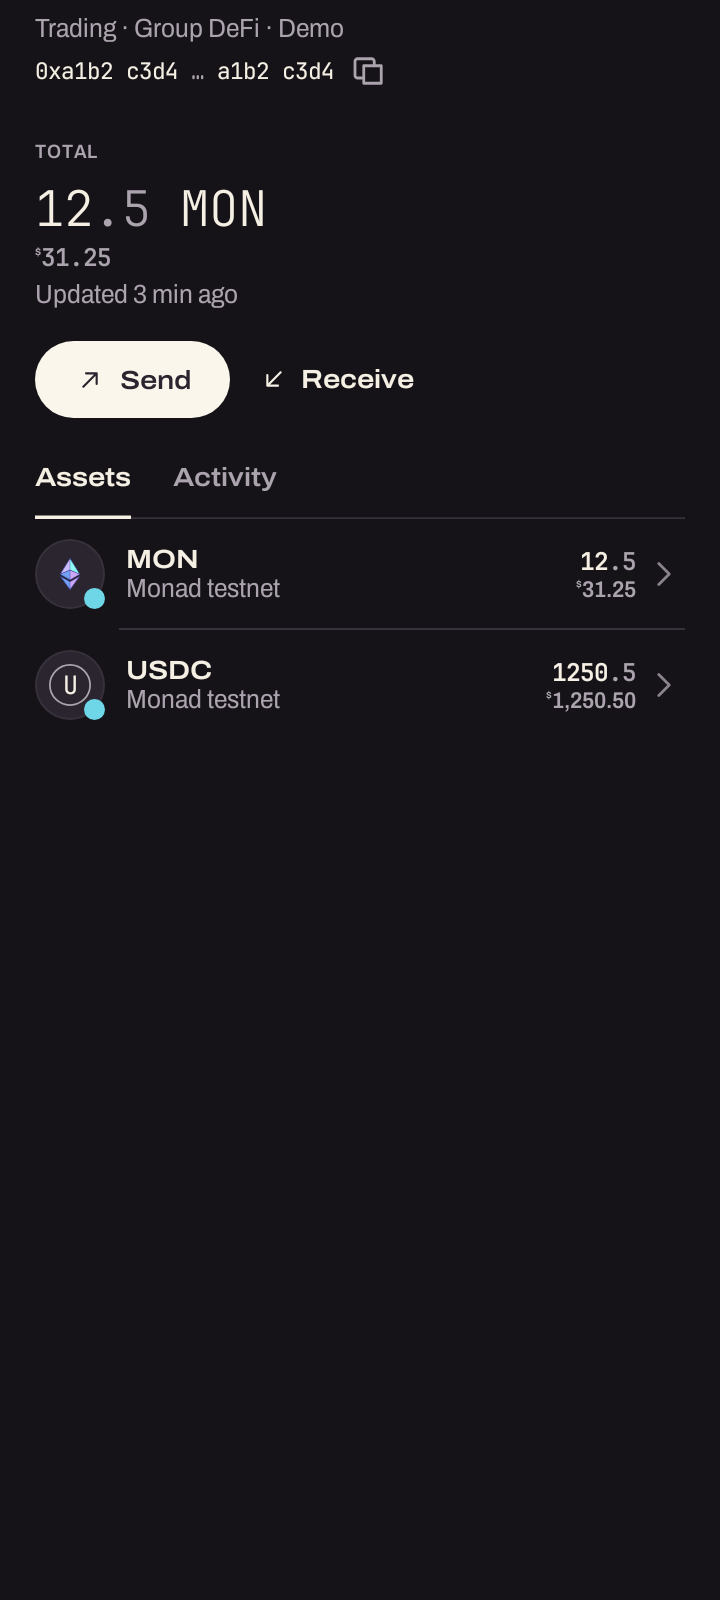 Trading · Group DeFi · Demo
0xa1b2 c3d4 … a1b2 c3d4
TOTAL
12.5 MON
$31.25
Updated 3 min ago
Send
Receive
Assets
Activity
MON
12.5
Monad testnet
$31.25
U
USDC
1250.5
Monad testnet
$1,250.50